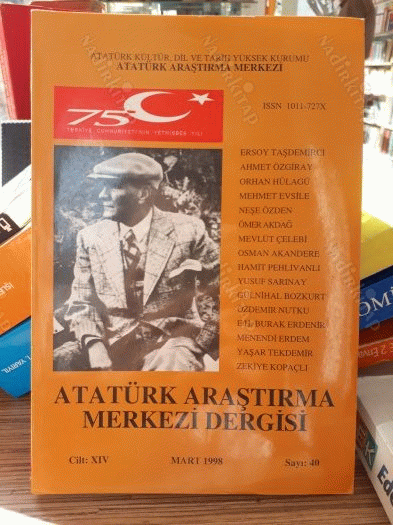 ATATÜRK KÜLTÜR, DİL VE TARİH YÜKSEK KURUMU
ATATÜRK ARAŞTIRMA MERKEZİ
75
TÜRKİYE CUMHURİYETİ'NİN YETMİŞBEŞ YILI
ISSN 1011-727X
ERSOY TAŞDEMİRCİ
AHMET ÖZGİRAY
ORHAN HÜLAGÜ
MEHMET EVSİLE
NEŞE ÖZDEN
ÖMER AKDAĞ
MEVLÜT ÇELEBİ
OSMAN AKANDERE
HAMİT PEHLİVANLI
YUSUF SARINAY
GÜLNİHAL BOZKURT
ÖZDEMİR NUTKU
BURAK ERDENİR
MENENDİ ERDEM
YAŞAR TEKDEMİR
ZEKİYE KOPAÇLI
ATATÜRK ARAŞTIRMA
MERKEZİ DERGİSİ
Cilt: XIV
MART 1998
Sayı: 40
NadirKitap